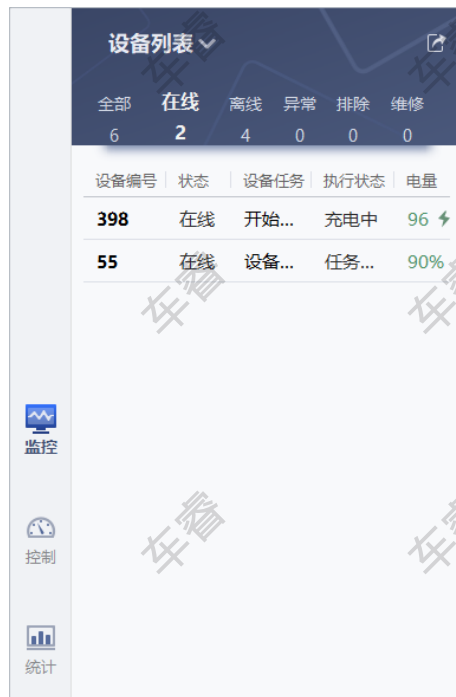 设备列表
全部 在线 离线 异常 排除 维修
6 2 4 0 0 0
设备编号 状态 设备任务 执行状态 电量
398 在线 开始... 充电中 96
55 在线 设备... 任务... 90%
监控
控制
统计
车睿
车睿
车睿
车
车
车